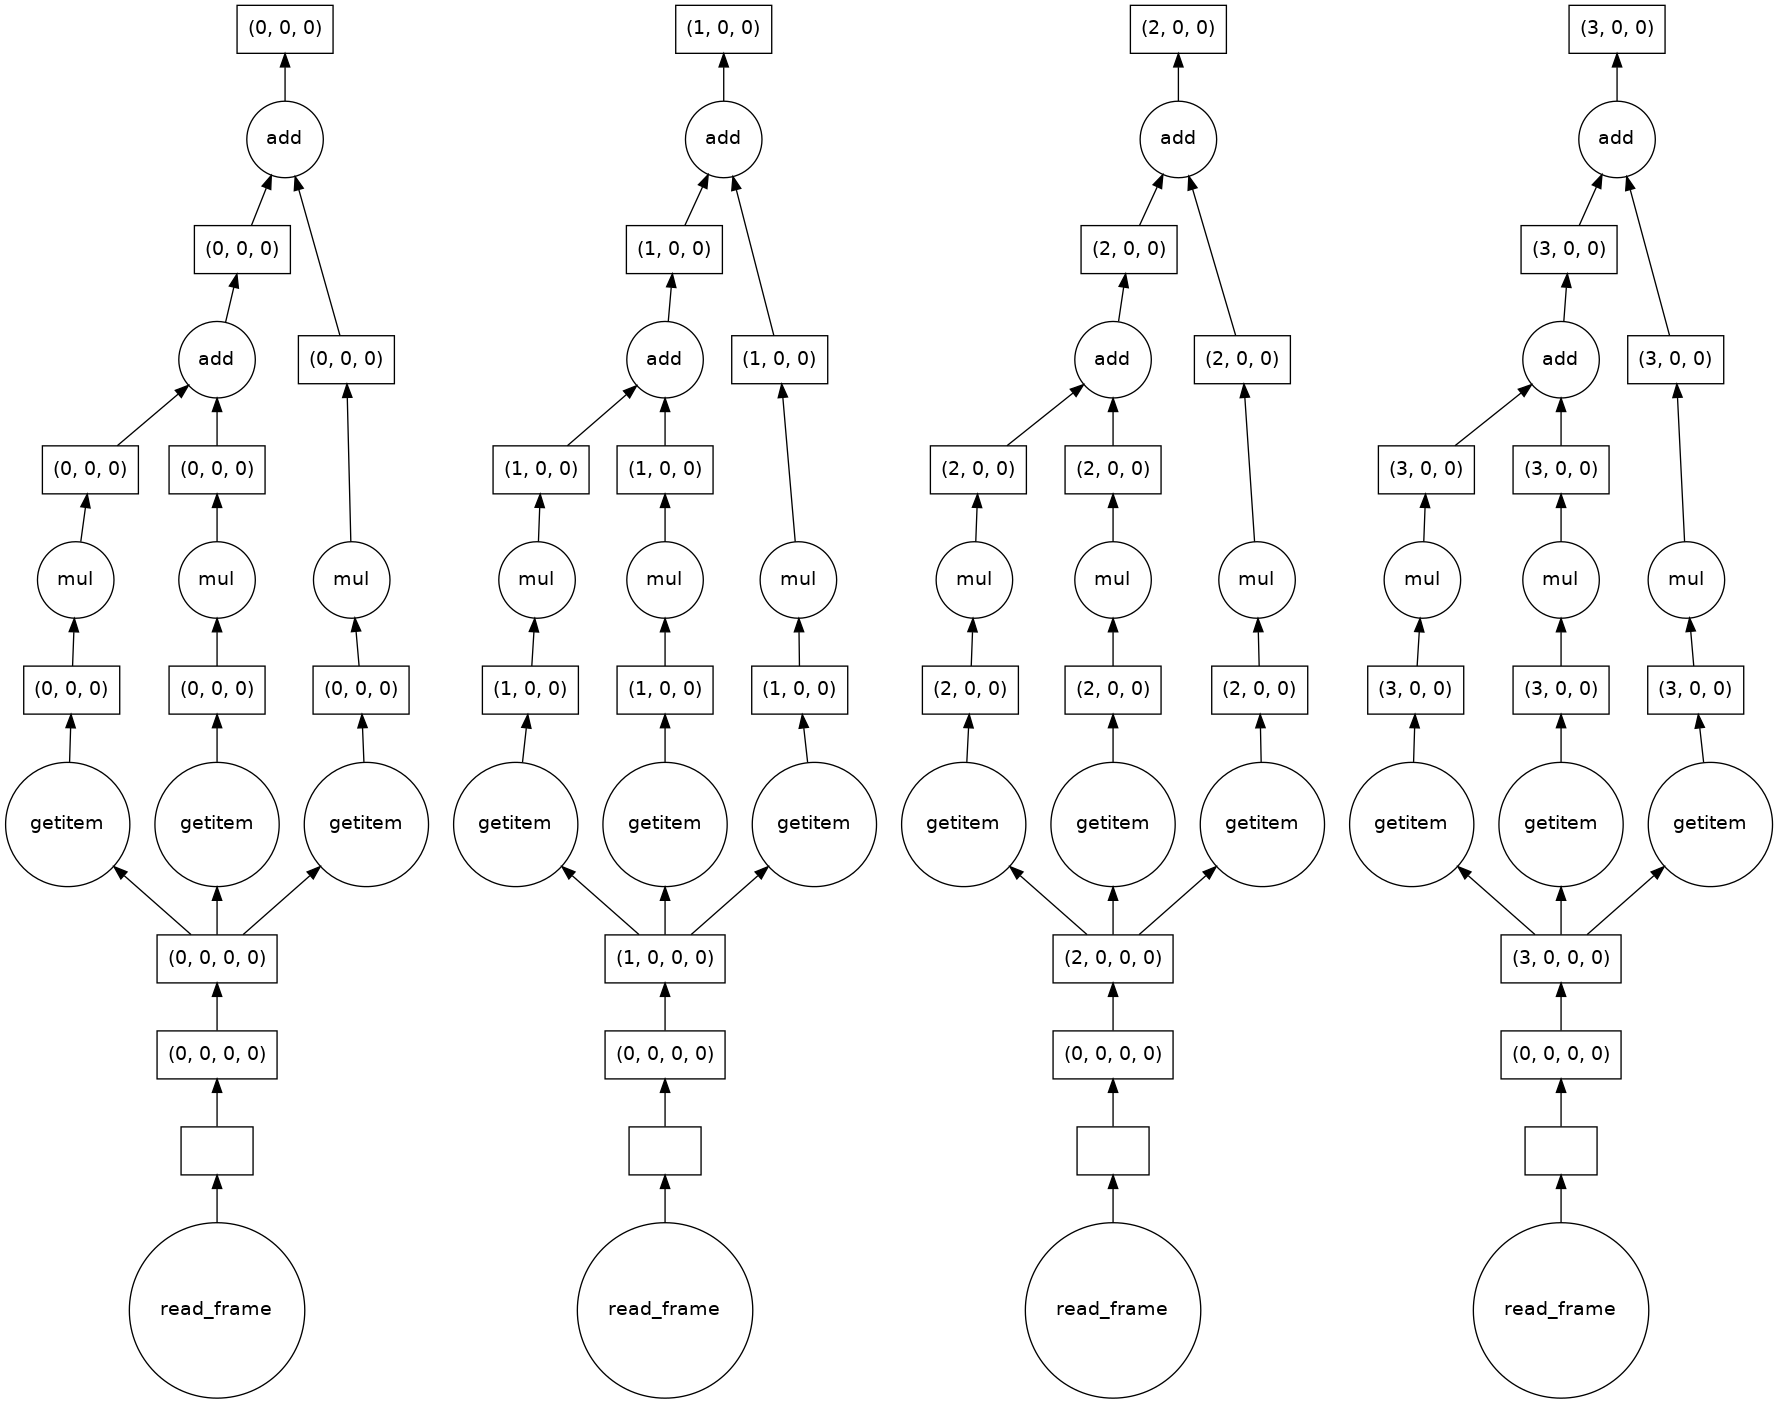 (0, 0, 0) (1, 0, 0) (2, 0, 0) (3, 0, 0)
add add add add
(0, 0, 0) (1, 0, 0) (2, 0, 0) (3, 0, 0)
add (0, 0, 0) add (1, 0, 0) add (2, 0, 0) add (3, 0, 0)
(0, 0, 0) (0, 0, 0) (1, 0, 0) (1, 0, 0) (2, 0, 0) (2, 0, 0) (3, 0, 0) (3, 0, 0)
mul mul mul mul mul mul mul mul mul mul mul mul
(0, 0, 0) (0, 0, 0) (0, 0, 0) (1, 0, 0) (1, 0, 0) (1, 0, 0) (2, 0, 0) (2, 0, 0) (2, 0, 0) (3, 0, 0) (3, 0, 0) (3, 0, 0)
getitem getitem getitem getitem getitem getitem getitem getitem getitem getitem getitem getitem
(0, 0, 0, 0) (1, 0, 0, 0) (2, 0, 0, 0) (3, 0, 0, 0)
(0, 0, 0, 0) (0, 0, 0, 0) (0, 0, 0, 0) (0, 0, 0, 0)
read_frame read_frame read_frame read_frame